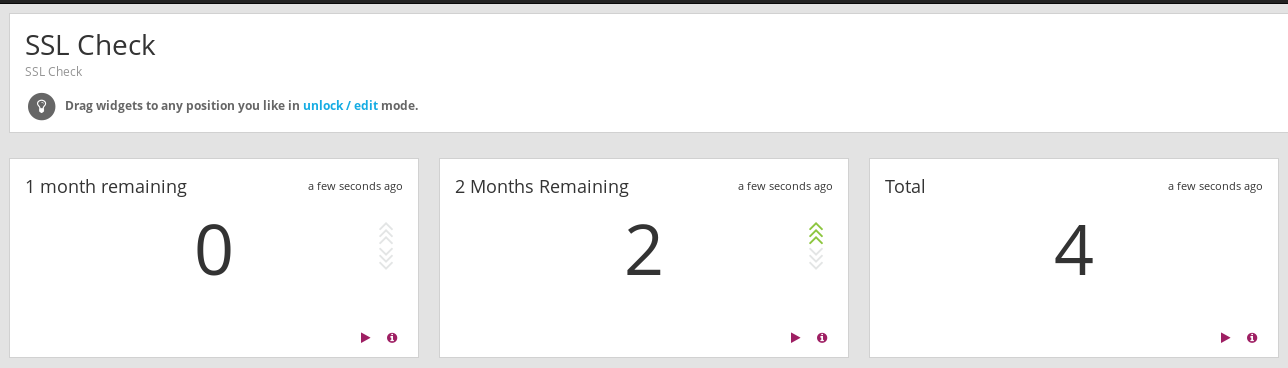 SSL Check
SSL Check
Drag widgets to any position you like in unlock / edit mode.
1 month remaining
a few seconds ago
0
2 Months Remaining
a few seconds ago
2
Total
a few seconds ago
4